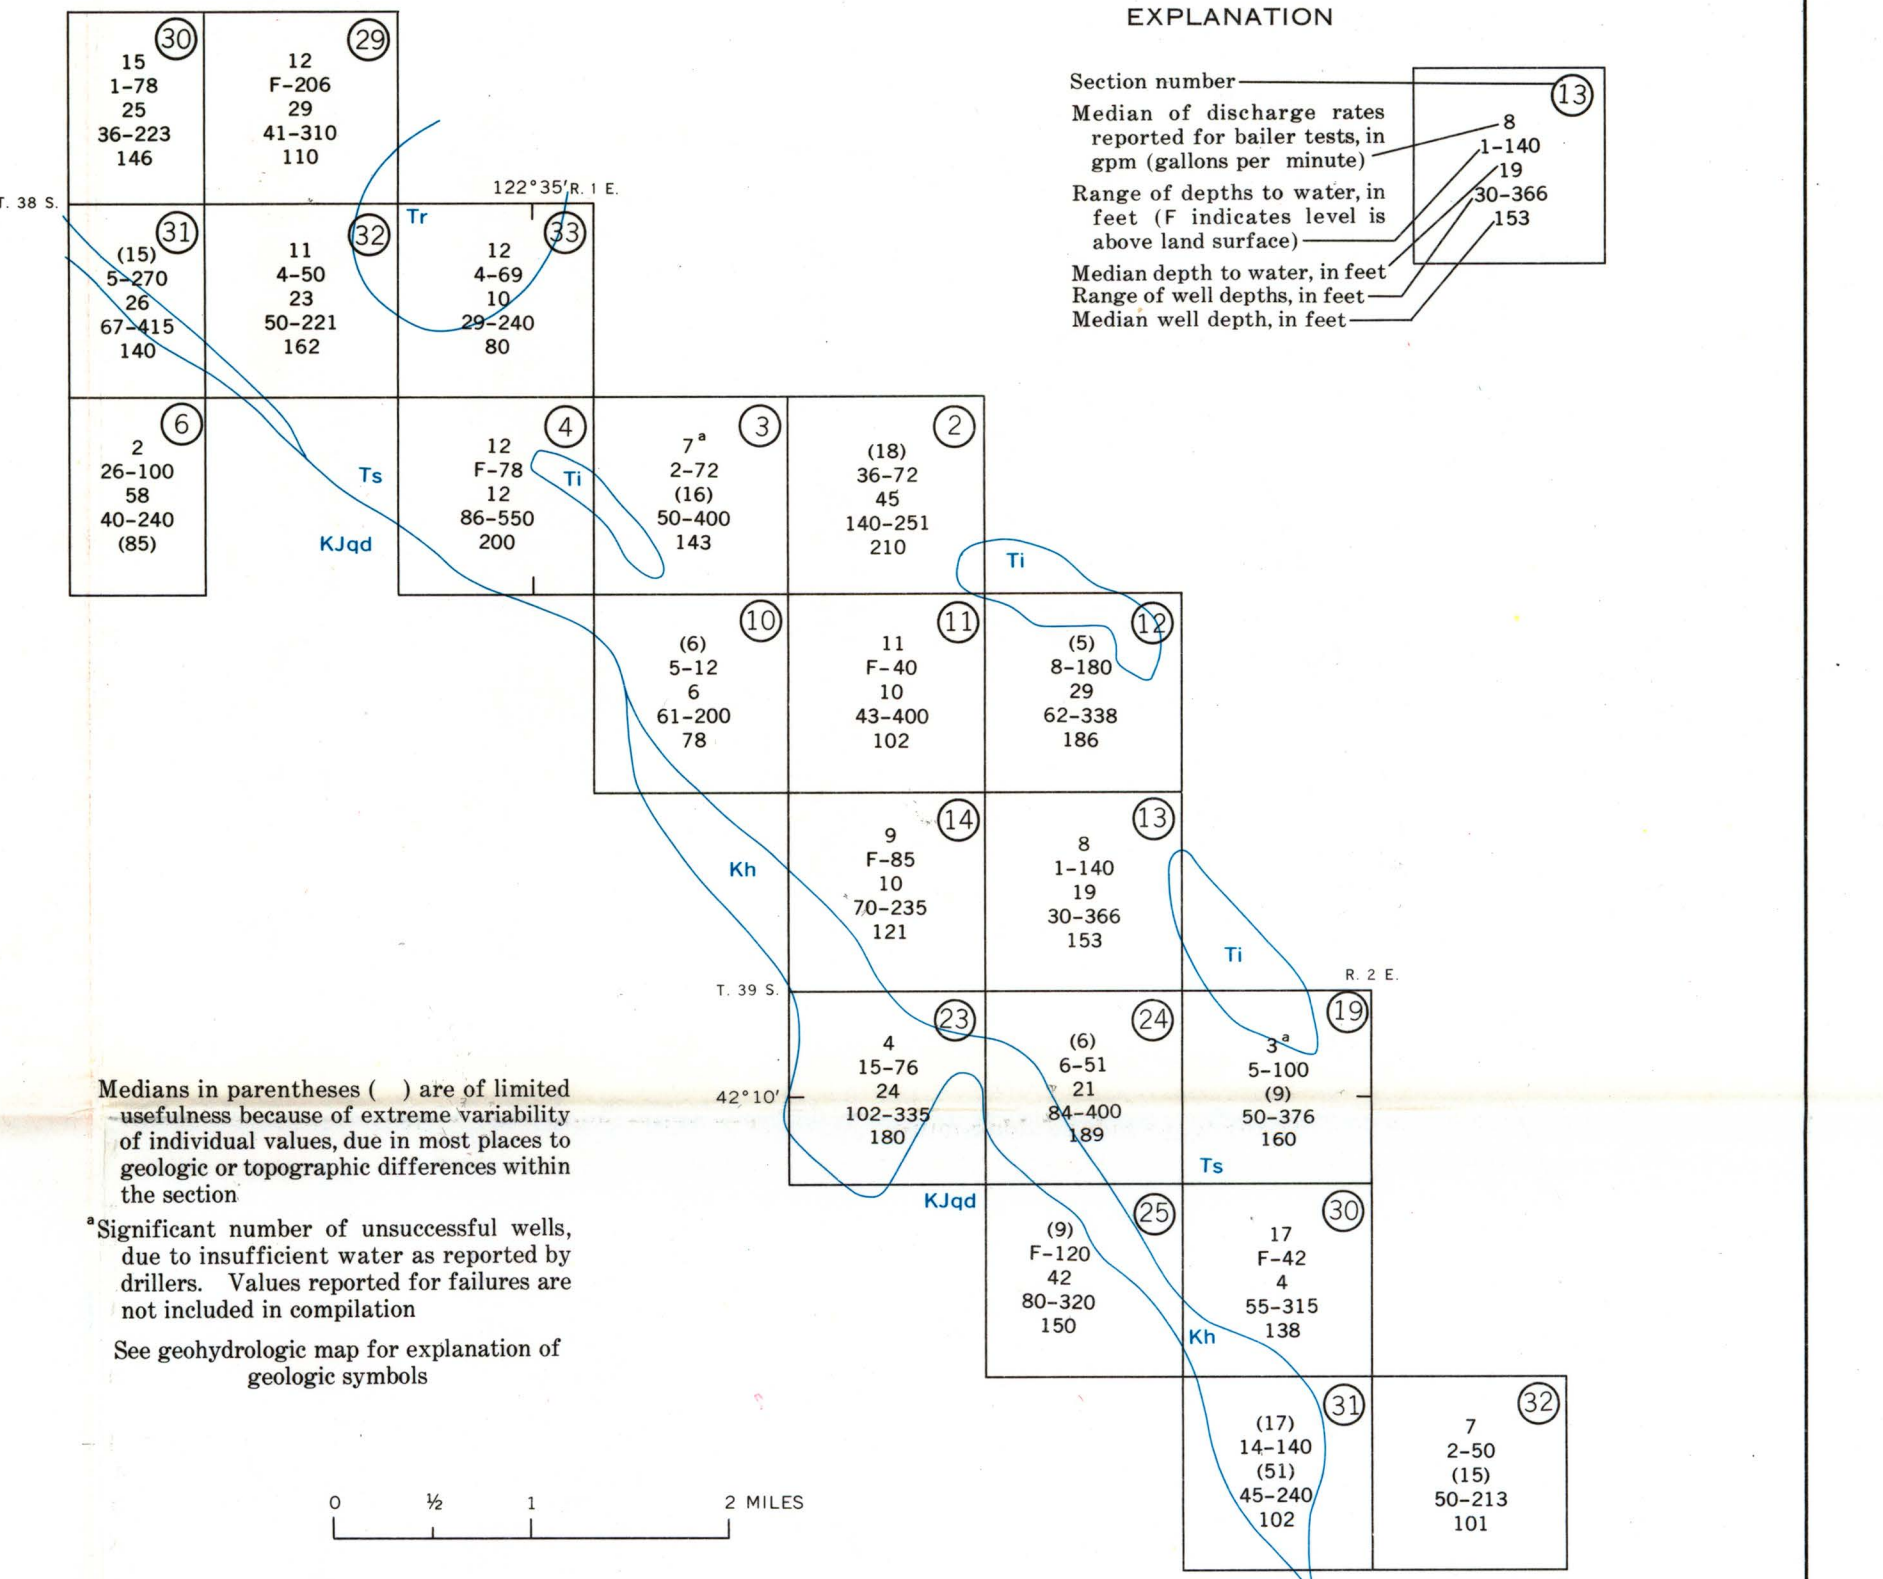 EXPLANATION
Section number
Median of discharge rates
reported for bailer tests, in
gpm (gallons per minute)
Range of depths to water, in
feet (F indicates level is
above land surface)
Median depth to water, in feet
Range of well depths, in feet
Median well depth, in feet
13
8
1-140
19
30-366
153
30
15
1-78
25
36-223
146
29
12
F-206
29
41-310
110
T. 38 S.
122°35′ R. 1 E.
31
(15)
5-270
26
67-415
140
32
11
4-50
23
50-221
162
Tr
33
12
4-69
10
29-240
80
6
2
26-100
58
40-240
(85)
Ts
KJqd
4
12
F-78
12
86-550
200
Ti
3
7ᵃ
2-72
(16)
50-400
143
2
(18)
36-72
45
140-251
210
Ti
10
(6)
5-12
6
61-200
78
11
11
F-40
10
43-400
102
12
(5)
8-180
29
62-338
186
Kh
14
9
F-85
10
70-235
121
13
8
1-140
19
30-366
153
Ti
R. 2 E.
T. 39 S.
42°10′
23
4
15-76
24
102-335
180
24
(6)
6-51
21
84-400
189
19
3ᵃ
5-100
(9)
50-376
160
Ts
KJqd
25
(9)
F-120
42
80-320
150
30
17
F-42
4
55-315
138
Kh
31
(17)
14-140
(51)
45-240
102
32
7
2-50
(15)
50-213
101
Medians in parentheses ( ) are of limited
usefulness because of extreme variability
of individual values, due in most places to
geologic or topographic differences within
the section
ᵃSignificant number of unsuccessful wells,
due to insufficient water as reported by
drillers. Values reported for failures are
not included in compilation
See geohydrologic map for explanation of
geologic symbols
0 ½ 1 2 MILES